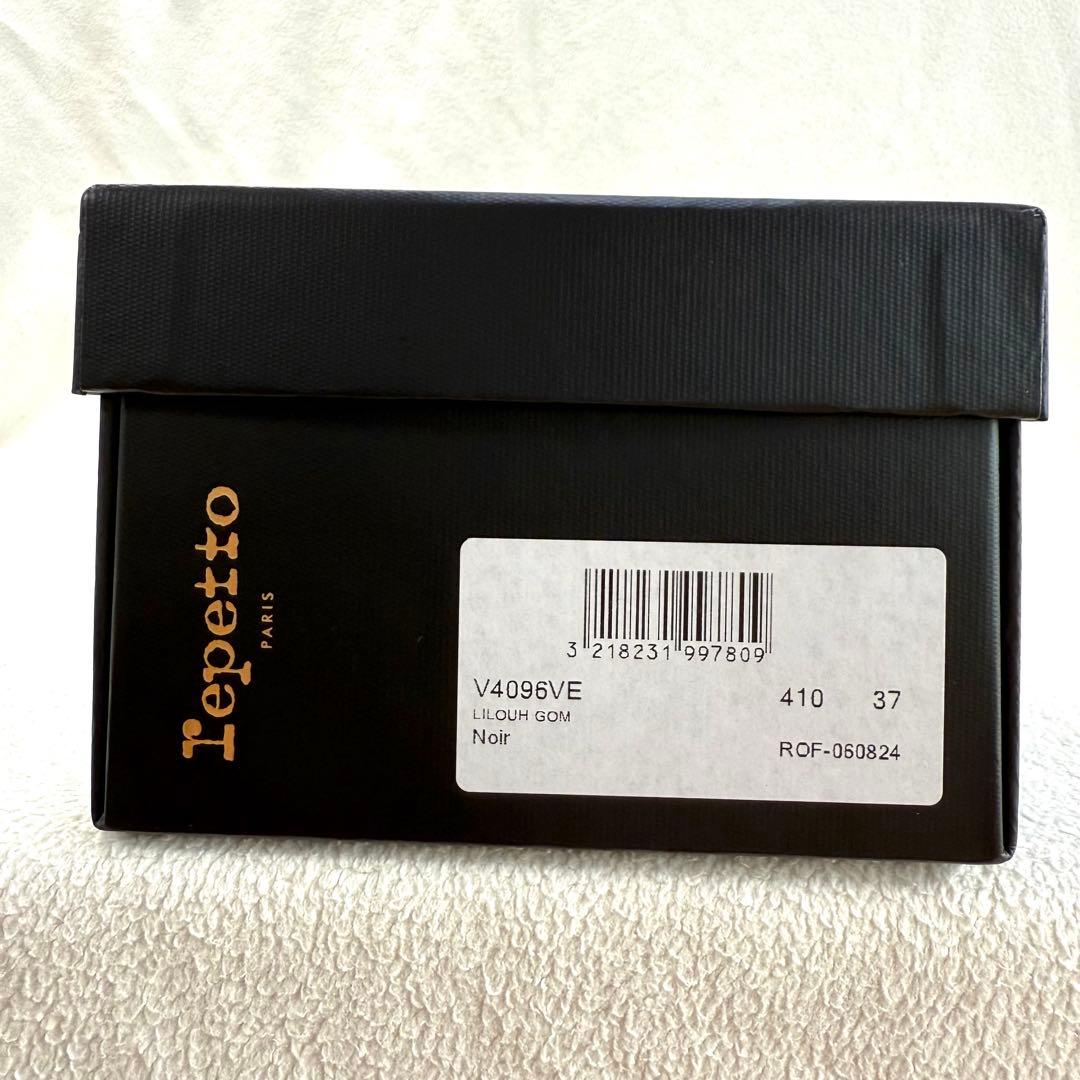 repetto
PARIS
3 218231 997809
V4096VE 410 37
LILOUH GOM
Noir
ROF-060824